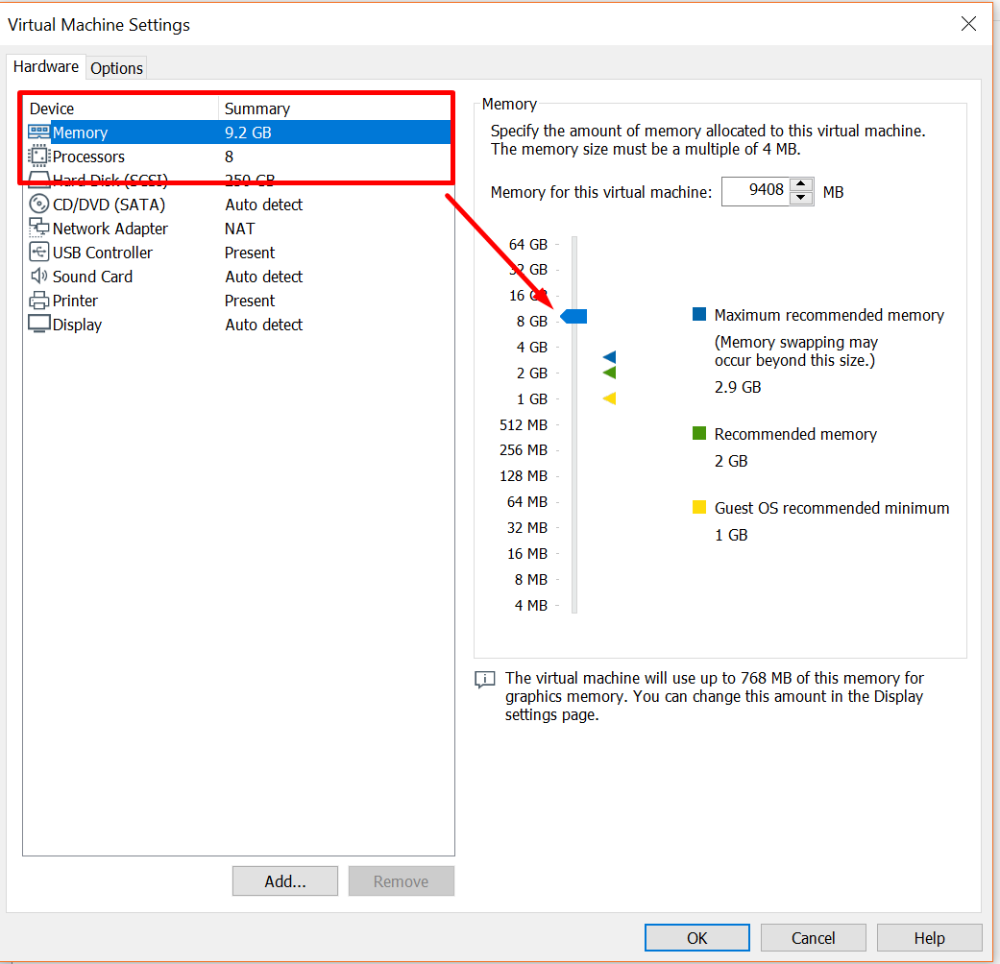 Virtual Machine Settings
Hardware
Options
Device Summary
Memory 9.2 GB
Processors 8
Hard Disk (SCSI) 250 GB
CD/DVD (SATA) Auto detect
Network Adapter NAT
USB Controller Present
Sound Card Auto detect
Printer Present
Display Auto detect
Add...
Remove
Memory
Specify the amount of memory allocated to this virtual machine.
The memory size must be a multiple of 4 MB.
Memory for this virtual machine: 9408 MB
64 GB
32 GB
16 GB
8 GB
4 GB
2 GB
1 GB
512 MB
256 MB
128 MB
64 MB
32 MB
16 MB
8 MB
4 MB
Maximum recommended memory
(Memory swapping may
occur beyond this size.)
2.9 GB
Recommended memory
2 GB
Guest OS recommended minimum
1 GB
The virtual machine will use up to 768 MB of this memory for
graphics memory. You can change this amount in the Display
settings page.
OK
Cancel
Help